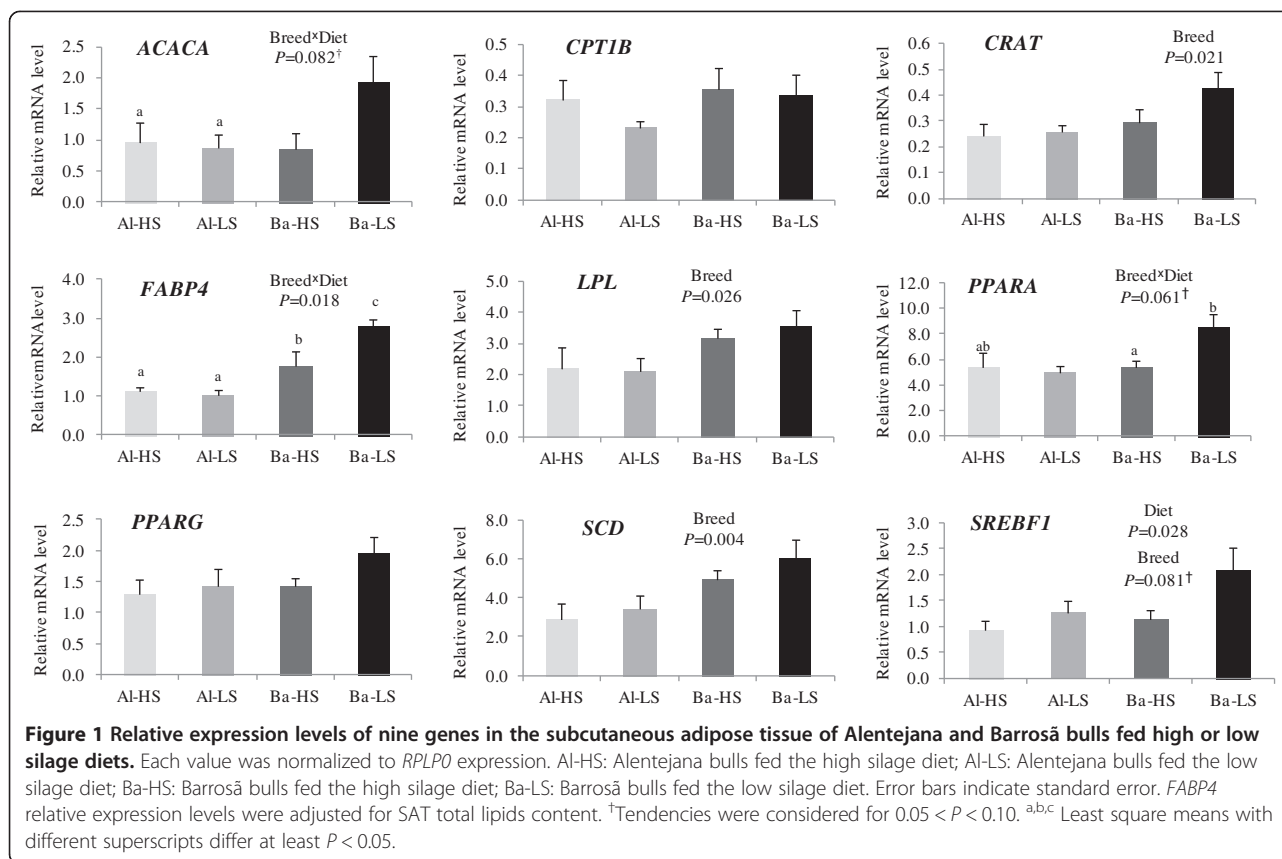 ACACA
Breed×Diet
P=0.082†
Relative mRNA level
2.5
2.0
1.5
1.0
0.5
0.0
a
a
Al-HS Al-LS Ba-HS Ba-LS
CPT1B
Relative mRNA level
0.5
0.4
0.3
0.2
0.1
0.0
Al-HS Al-LS Ba-HS Ba-LS
CRAT
Breed
P=0.021
Relative mRNA level
0.6
0.5
0.4
0.3
0.2
0.1
0.0
Al-HS Al-LS Ba-HS Ba-LS
FABP4
Breed×Diet
P=0.018
Relative mRNA level
4.0
3.0
2.0
1.0
0.0
a
a
b
c
Al-HS Al-LS Ba-HS Ba-LS
LPL
Breed
P=0.026
Relative mRNA level
5.0
4.0
3.0
2.0
1.0
0.0
Al-HS Al-LS Ba-HS Ba-LS
PPARA
Breed×Diet
P=0.061†
Relative mRNA level
12.0
10.0
8.0
6.0
4.0
2.0
0.0
ab
a
b
Al-HS Al-LS Ba-HS Ba-LS
PPARG
Relative mRNA level
2.5
2.0
1.5
1.0
0.5
0.0
Al-HS Al-LS Ba-HS Ba-LS
SCD
Breed
P=0.004
Relative mRNA level
8.0
6.0
4.0
2.0
0.0
Al-HS Al-LS Ba-HS Ba-LS
SREBF1
Diet
P=0.028
Breed
P=0.081†
Relative mRNA level
3.0
2.5
2.0
1.5
1.0
0.5
0.0
Al-HS Al-LS Ba-HS Ba-LS
Figure 1 Relative expression levels of nine genes in the subcutaneous adipose tissue of Alentejana and Barrosã bulls fed high or low
silage diets. Each value was normalized to RPLP0 expression. Al-HS: Alentejana bulls fed the high silage diet; Al-LS: Alentejana bulls fed the low
silage diet; Ba-HS: Barrosã bulls fed the high silage diet; Ba-LS: Barrosã bulls fed the low silage diet. Error bars indicate standard error. FABP4
relative expression levels were adjusted for SAT total lipids content. †Tendencies were considered for 0.05 < P < 0.10. a,b,c Least square means with
different superscripts differ at least P < 0.05.